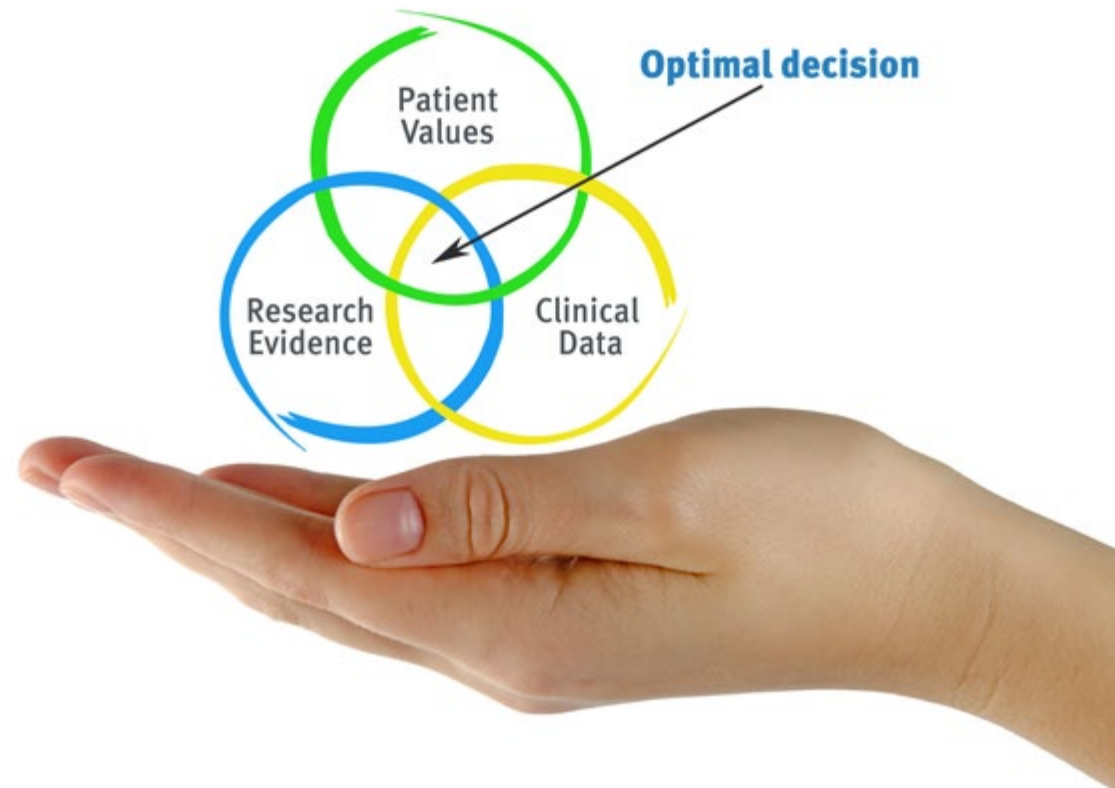 Optimal decision
Patient
Values
Research
Evidence
Clinical
Data